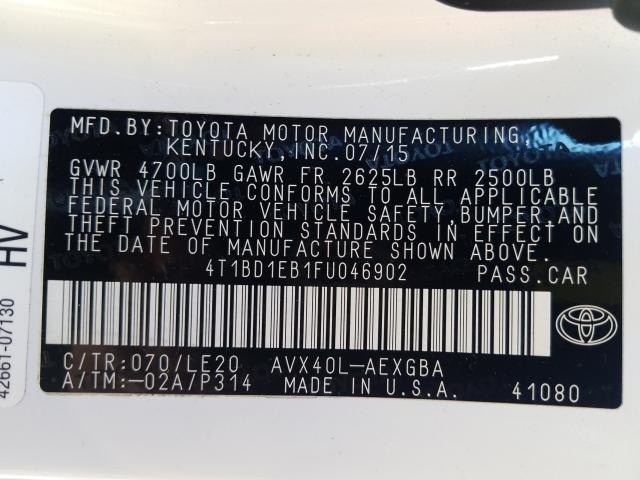 MFD.BY:TOYOTA MOTOR MANUFACTURING,
KENTUCKY,INC.07/15
GVWR 4700LB GAWR FR 2625LB RR 2500LB
THIS VEHICLE CONFORMS TO ALL APPLICABLE
FEDERAL MOTOR VEHICLE SAFETY,BUMPER,AND
THEFT PREVENTION STANDARDS IN EFFECT ON
THE DATE OF MANUFACTURE SHOWN ABOVE.
4T1BD1EB1FU046902 PASS.CAR
C/TR:070/LE20 AVX40L-AEXGBA
A/TM:-02A/P314 MADE IN U.S.A. 41080
42661-07130 HV